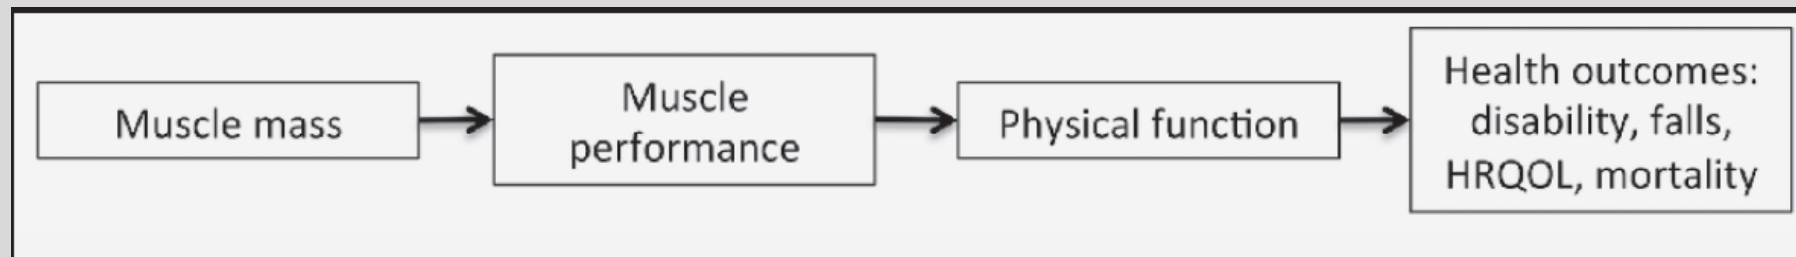 Muscle mass
Muscle
performance
Physical function
Health outcomes:
disability, falls,
HRQOL, mortality